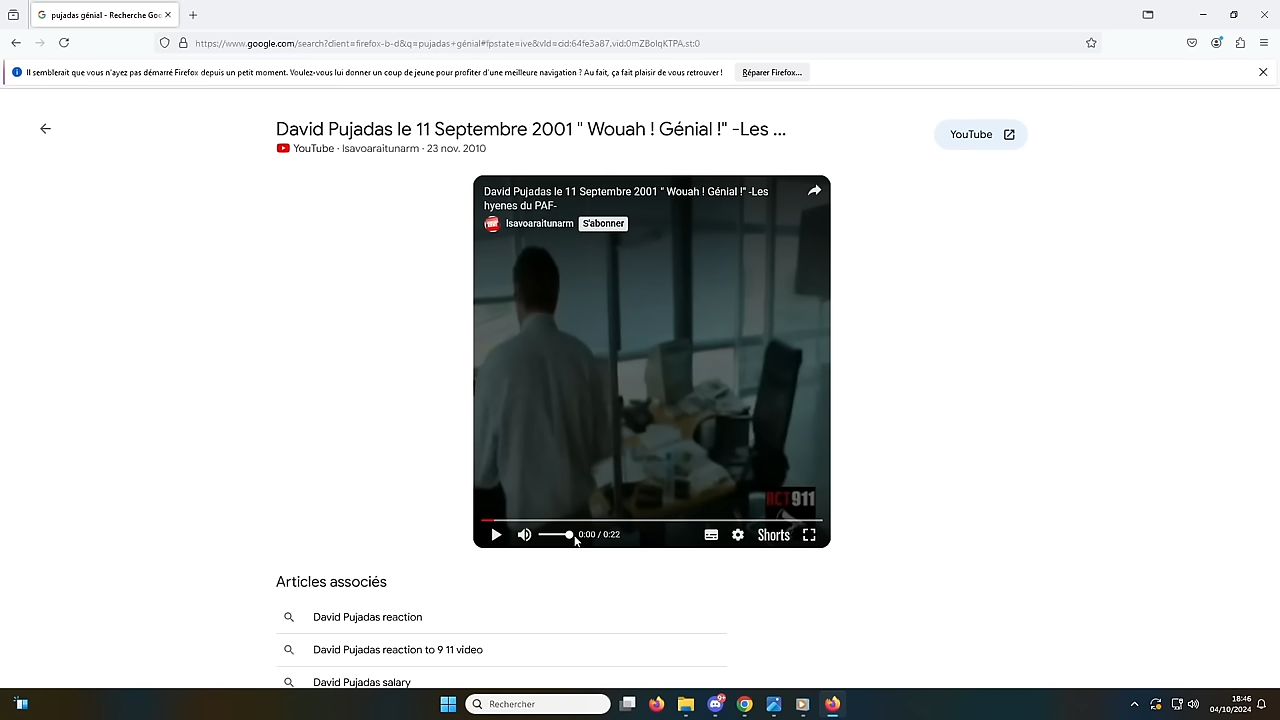 pujadas génial - Recherche Goo
https://www.google.com/search?client=firefox-b-d&q=pujadas+génial#fpstate=ive&vld=cid:64fe3a87,vid:0mZBolqKTPA,st:0
Il semblerait que vous n'ayez pas démarré Firefox depuis un petit moment. Voulez-vous lui donner un coup de jeune pour profiter d'une meilleure navigation ? Au fait, ça fait plaisir de vous retrouver ! Réparer Firefox...
David Pujadas le 11 Septembre 2001 " Wouah ! Génial !" -Les ...
YouTube
YouTube · lsavoaraitunarm · 23 nov. 2010
David Pujadas le 11 Septembre 2001 " Wouah ! Génial !" -Les
hyenes du PAF-
lsavoaraitunarm S'abonner
911
0:00 / 0:22 Shorts
Articles associés
David Pujadas reaction
David Pujadas reaction to 9 11 video
David Pujadas salary
Rechercher
18:46
04/10/2024